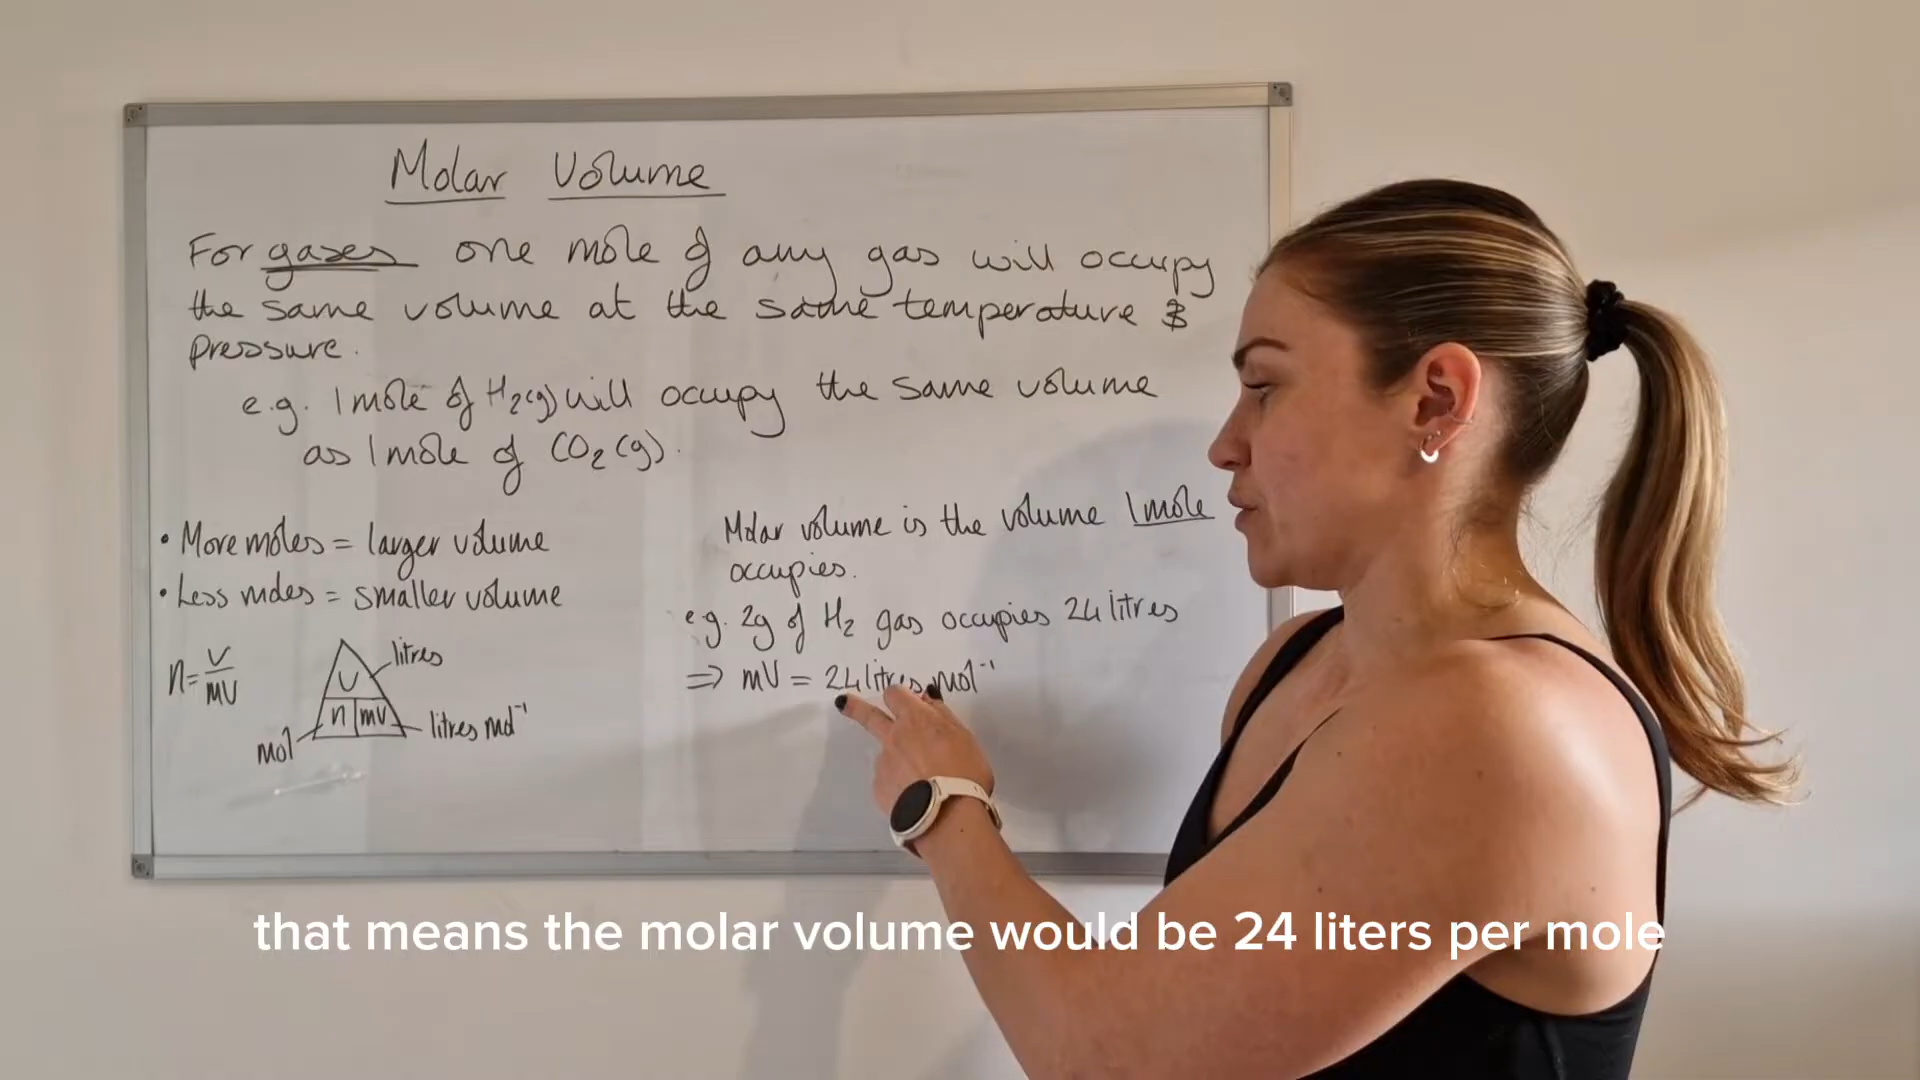 Molar Volume
For gases one mole of any gas will occupy
the same volume at the same temperature &
pressure.
e.g. 1 mole of H₂(g) will occupy the same volume
as 1 mole of CO₂(g).
• More moles = larger volume
• Less moles = smaller volume
n = V/MV
V
n | mV
litres
mol
litres mol⁻¹
Molar volume is the volume 1 mole
occupies.
e.g. 2g of H₂ gas occupies 24 litres
⇒ mV = 24 litres mol⁻¹
that means the molar volume would be 24 liters per mole